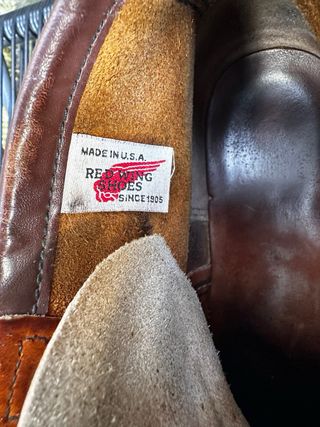 MADE IN U.S.A.
RED WING
SHOES
SINCE 1905